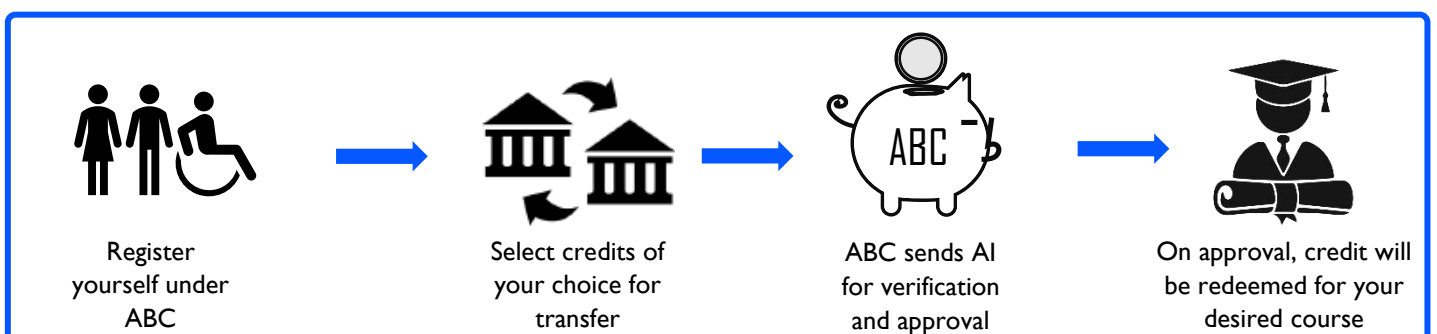 ABC
Register
yourself under
ABC
Select credits of
your choice for
transfer
ABC sends AI
for verification
and approval
On approval, credit will
be redeemed for your
desired course